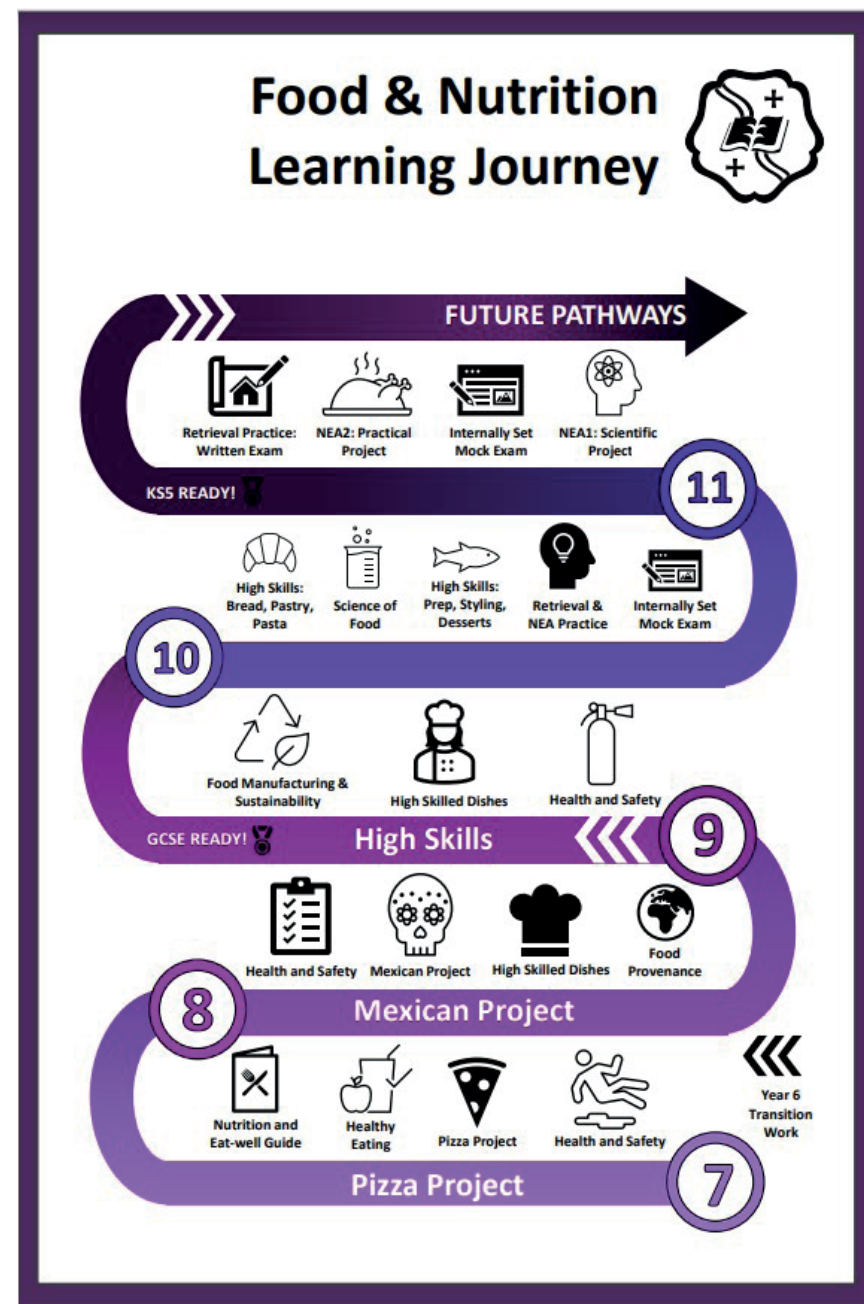 Food & Nutrition
Learning Journey
FUTURE PATHWAYS
Retrieval Practice:
Written Exam
NEA2: Practical
Project
Internally Set
Mock Exam
NEA1: Scientific
Project
KS5 READY!
11
High Skills:
Bread, Pastry,
Pasta
Science of
Food
High Skills:
Prep, Styling,
Desserts
Retrieval &
NEA Practice
Internally Set
Mock Exam
10
Food Manufacturing &
Sustainability
High Skilled Dishes
Health and Safety
GCSE READY!
High Skills
9
Health and Safety
Mexican Project
High Skilled Dishes
Food
Provenance
8
Mexican Project
Nutrition and
Eat-well Guide
Healthy
Eating
Pizza Project
Health and Safety
Year 6
Transition
Work
Pizza Project
7